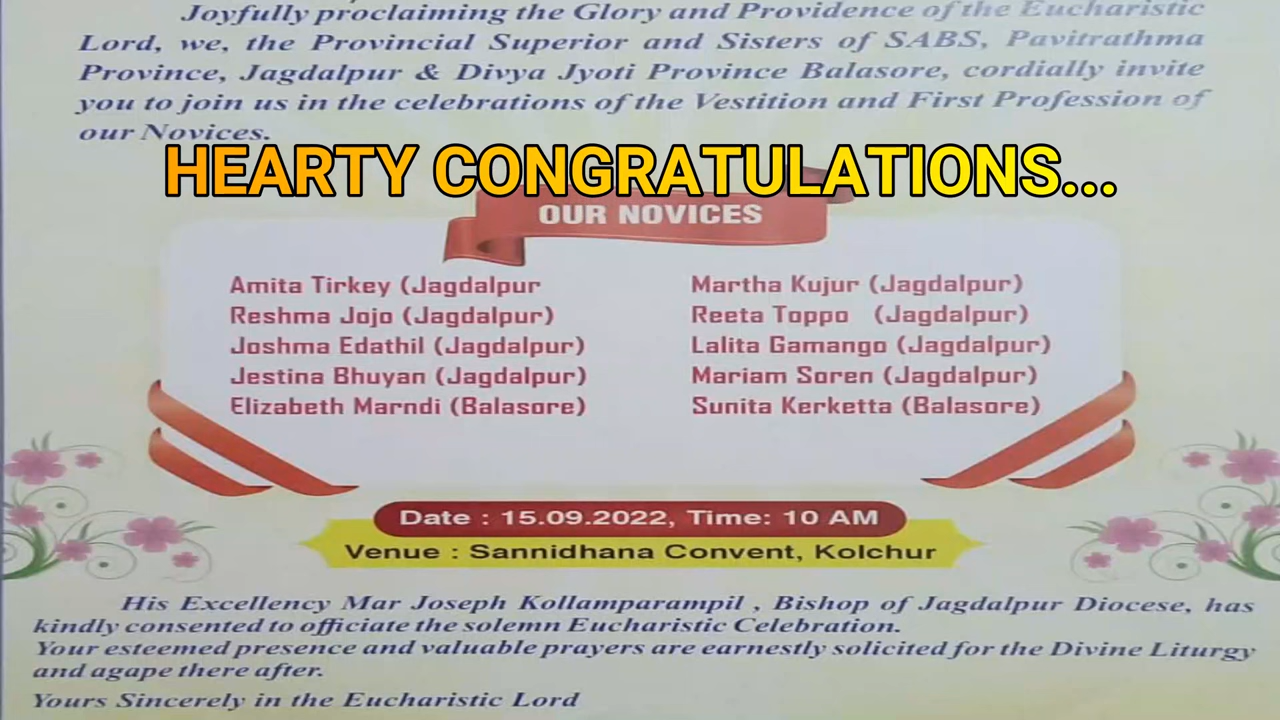 Joyfully proclaiming the Glory and Providence of the Eucharistic
Lord, we, the Provincial Superior and Sisters of SABS, Pavitrathma
Province, Jagdalpur & Divya Jyoti Province Balasore, cordially invite
you to join us in the celebrations of the Vestition and First Profession of
our Novices.
HEARTY CONGRATULATIONS...
OUR NOVICES
Amita Tirkey (Jagdalpur
Reshma Jojo (Jagdalpur)
Joshma Edathil (Jagdalpur)
Jestina Bhuyan (Jagdalpur)
Elizabeth Marndi (Balasore)
Martha Kujur (Jagdalpur)
Reeta Toppo (Jagdalpur)
Lalita Gamango (Jagdalpur)
Mariam Soren (Jagdalpur)
Sunita Kerketta (Balasore)
Date : 15.09.2022, Time: 10 AM
Venue : Sannidhana Convent, Kolchur
His Excellency Mar Joseph Kollamparampil , Bishop of Jagdalpur Diocese, has
kindly consented to officiate the solemn Eucharistic Celebration.
Your esteemed presence and valuable prayers are earnestly solicited for the Divine Liturgy
and agape there after.
Yours Sincerely in the Eucharistic Lord